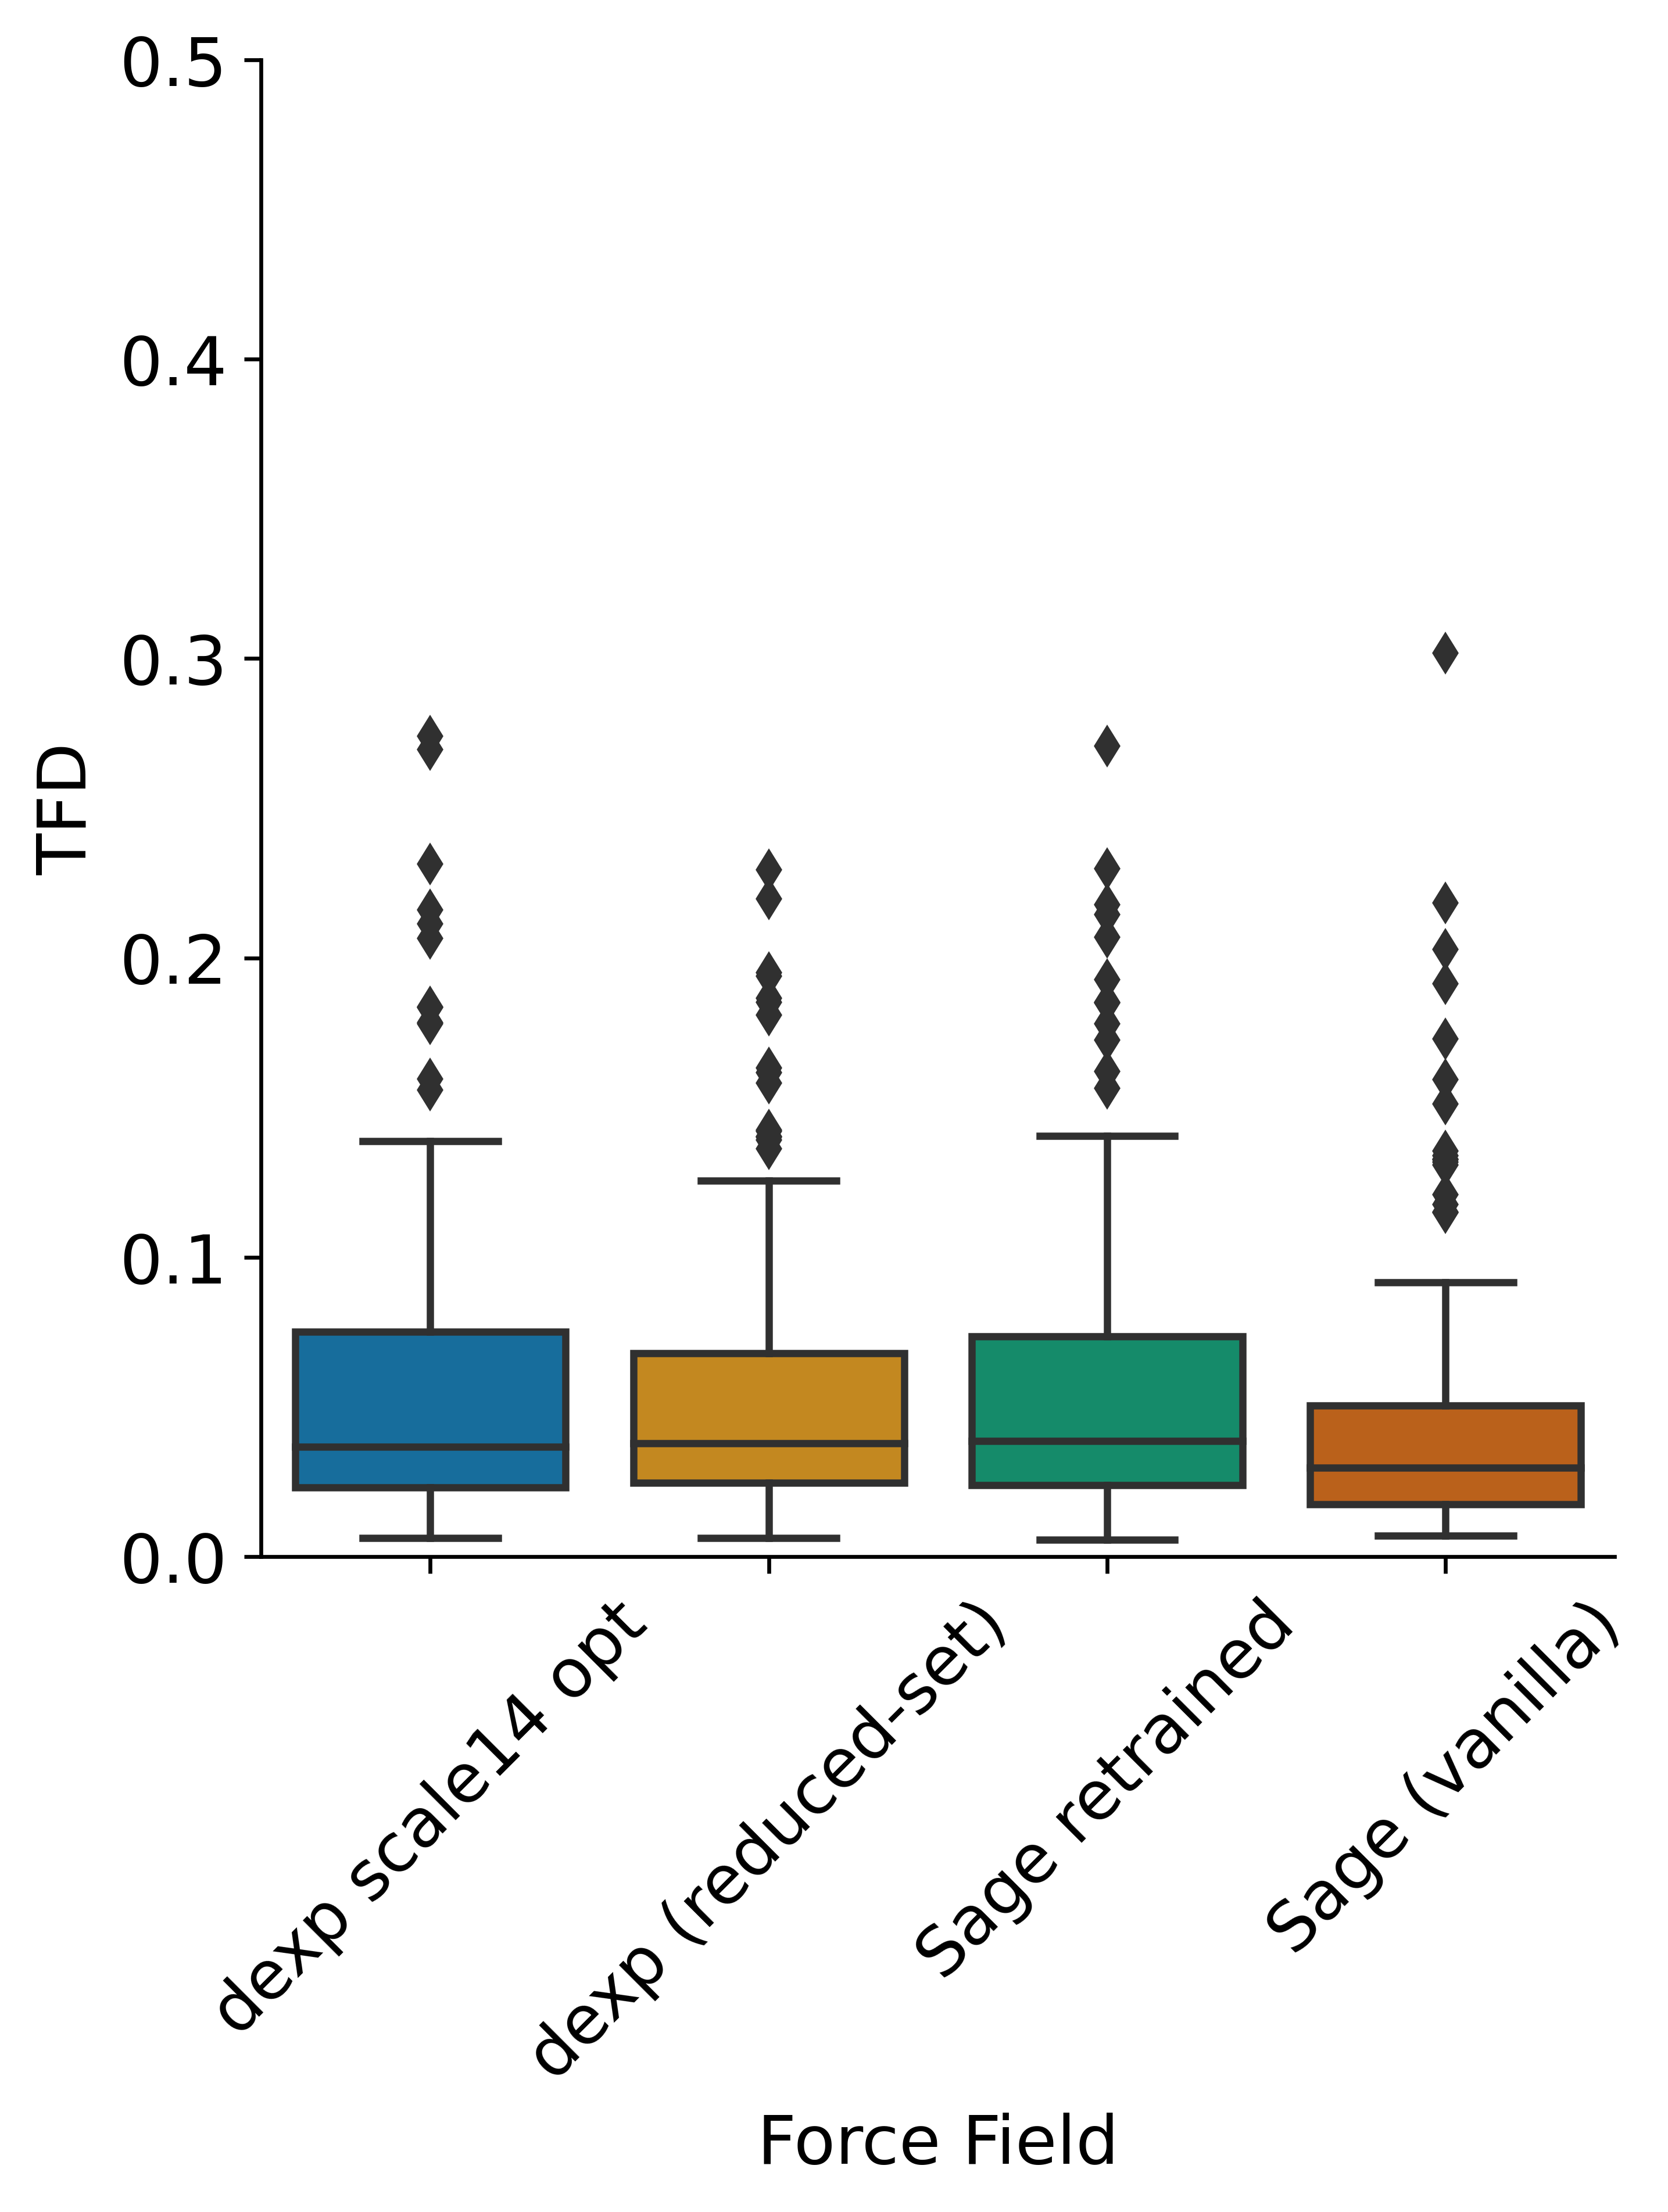 0.5
0.4
0.3
0.2
0.1
0.0
TFD
dexp scale14 opt
dexp (reduced-set)
Sage retrained
Sage (vanilla)
Force Field